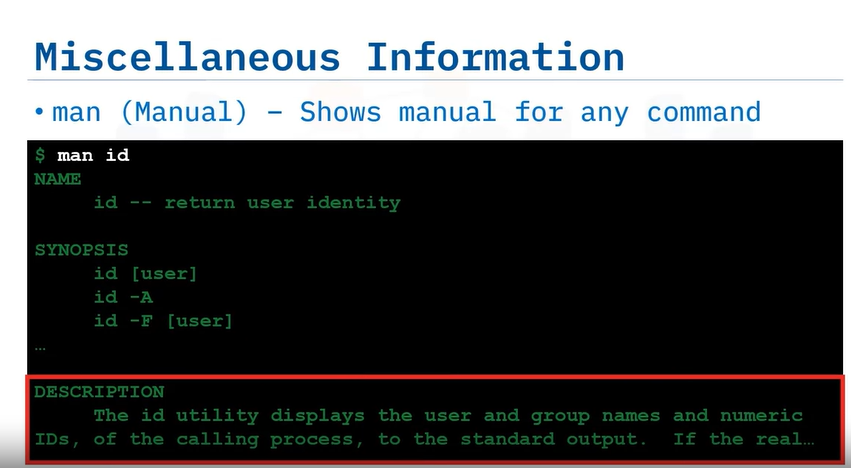 Miscellaneous Information
• man (Manual) – Shows manual for any command
$ man id
NAME
id -- return user identity
SYNOPSIS
id [user]
id -A
id -F [user]
…
DESCRIPTION
The id utility displays the user and group names and numeric
IDs, of the calling process, to the standard output.  If the real…